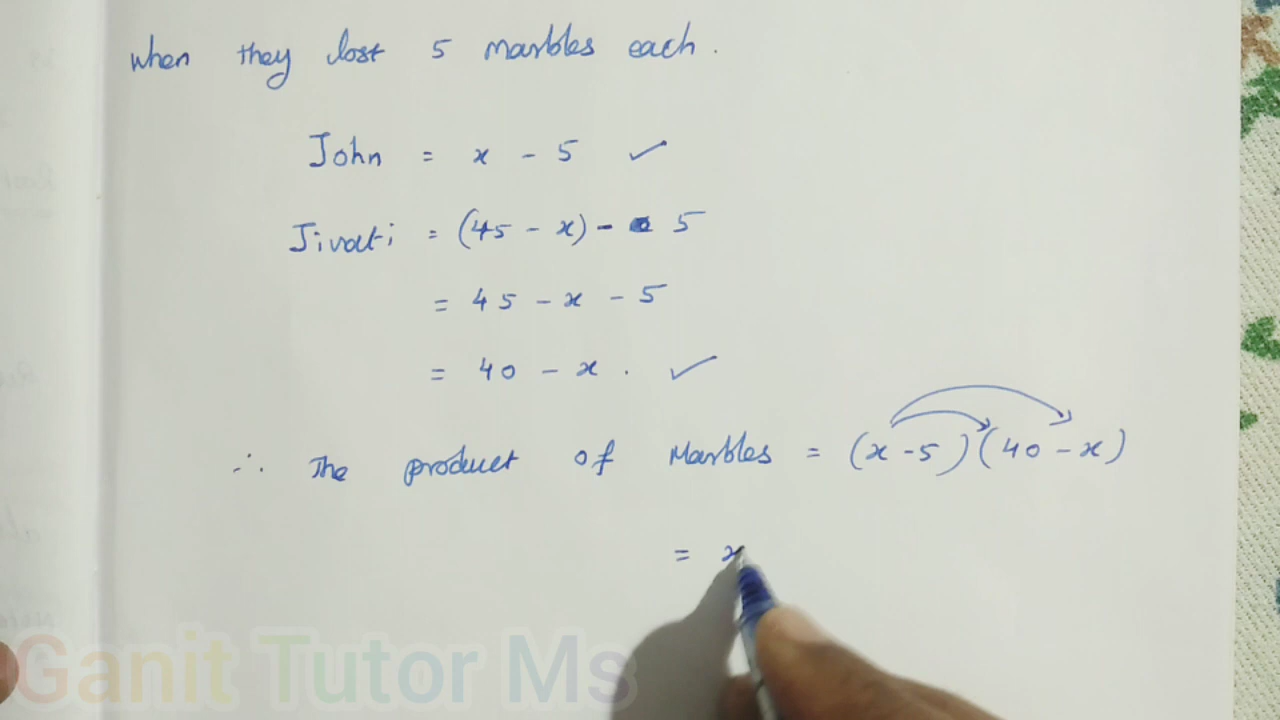 when they lost 5 marbles each.
John = x - 5 ✓
Jivati = (45 - x) - 5
= 45 - x - 5
= 40 - x . ✓
∴ The product of Marbles = (x - 5)(40 - x)
= x
Ganit Tutor Ms